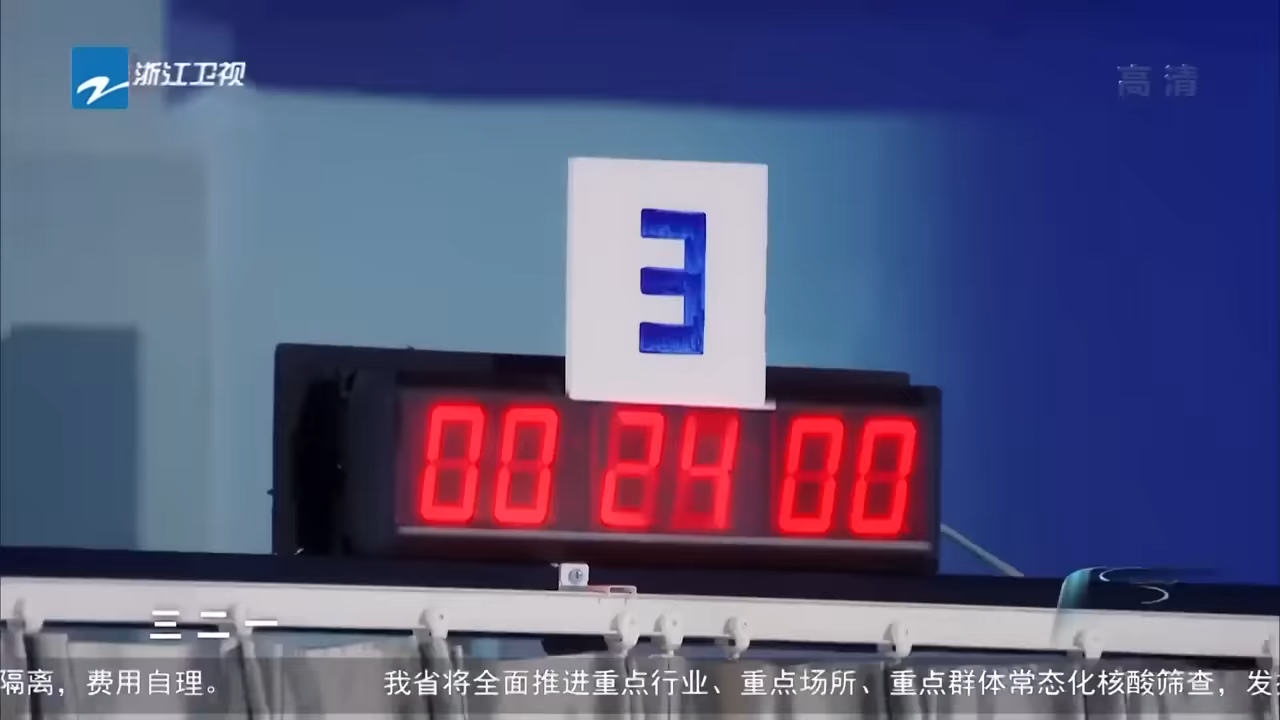 浙江卫视
高清
3
00 24 00
三二一
隔离，费用自理。 我省将全面推进重点行业、重点场所、重点群体常态化核酸筛查，发